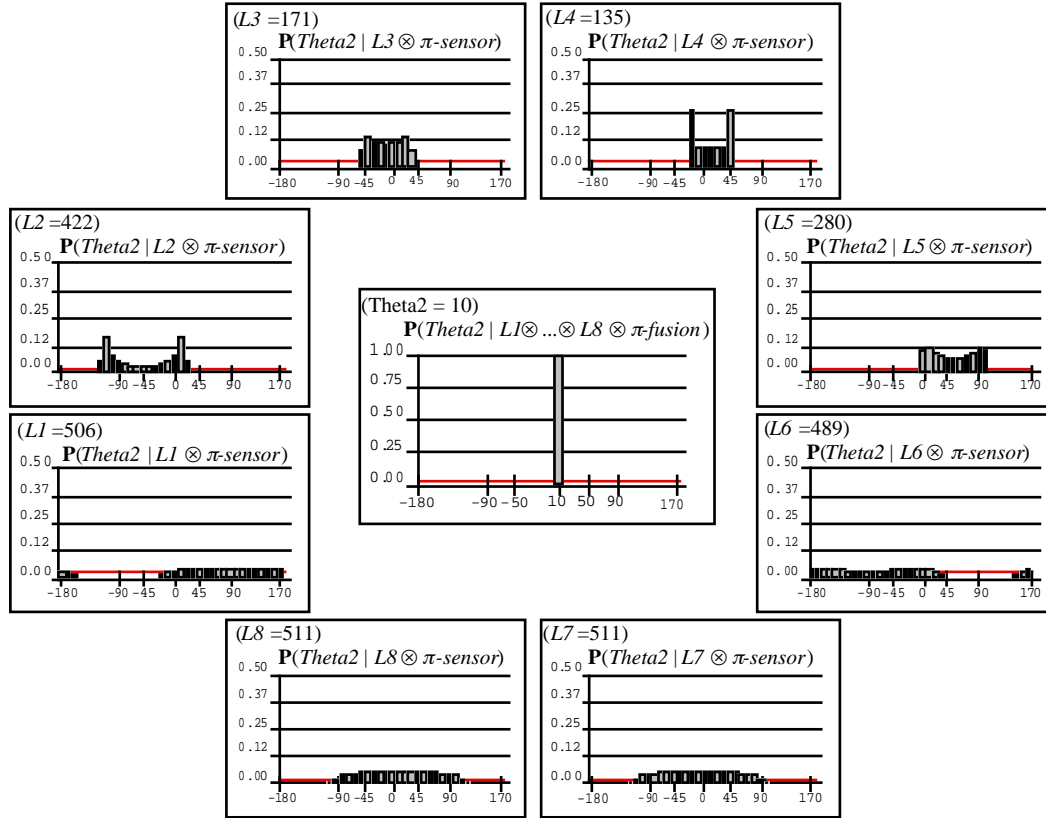 (L3 =171)
P(Theta2 | L3 ⊗ π-sensor)
0.50
0.37
0.25
0.12
0.00
-180 -90 -45 0 45 90 170
(L4 =135)
P(Theta2 | L4 ⊗ π-sensor)
0.50
0.37
0.25
0.12
0.00
-180 -90 -45 0 45 90 170
(L2 =422)
P(Theta2 | L2 ⊗ π-sensor)
0.50
0.37
0.25
0.12
0.00
-180 -90 -45 0 45 90 170
(Theta2 = 10)
P(Theta2 | L1⊗ ...⊗ L8 ⊗ π-fusion)
1.00
0.75
0.50
0.25
0.00
-180 -90 -50 10 50 90 170
(L5 =280)
P(Theta2 | L5 ⊗ π-sensor)
0.50
0.37
0.25
0.12
0.00
-180 -90 -45 0 45 90 170
(L1 =506)
P(Theta2 | L1 ⊗ π-sensor)
0.50
0.37
0.25
0.12
0.00
-180 -90 -45 0 45 90 170
(L6 =489)
P(Theta2 | L6 ⊗ π-sensor)
0.50
0.37
0.25
0.12
0.00
-180 -90 -45 0 45 90 170
(L8 =511)
P(Theta2 | L8 ⊗ π-sensor)
0.50
0.37
0.25
0.12
0.00
-180 -90 -45 0 45 90 170
(L7 =511)
P(Theta2 | L7 ⊗ π-sensor)
0.50
0.37
0.25
0.12
0.00
-180 -90 -45 0 45 90 170